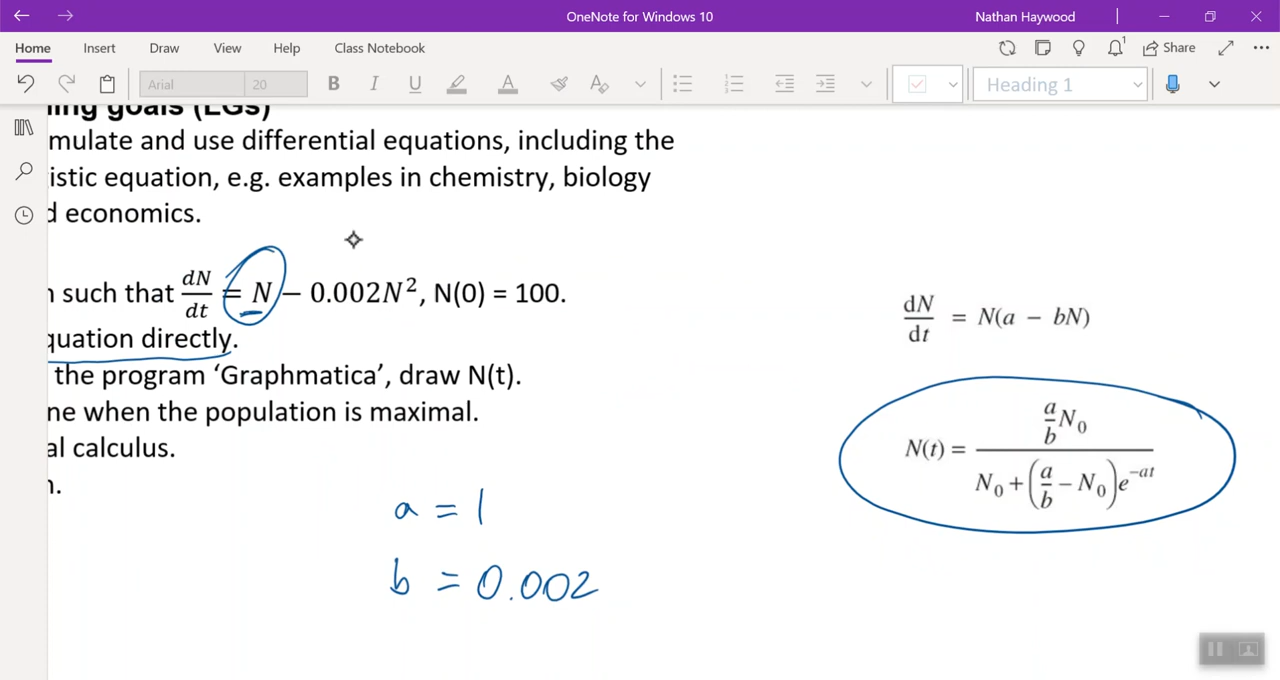 OneNote for Windows 10
Nathan Haywood
Home Insert Draw View Help Class Notebook
Share
Arial 20 B I U A Heading 1
ing goals (LGs)
mulate and use differential equations, including the
istic equation, e.g. examples in chemistry, biology
d economics.
such that dN/dt = N − 0.002N², N(0) = 100.
quation directly.
the program ‘Graphmatica’, draw N(t).
ne when the population is maximal.
al calculus.
a = 1
b = 0.002
dN/dt = N(a − bN)
N(t) = (a/b N₀) / (N₀ + (a/b − N₀)e^(−at))